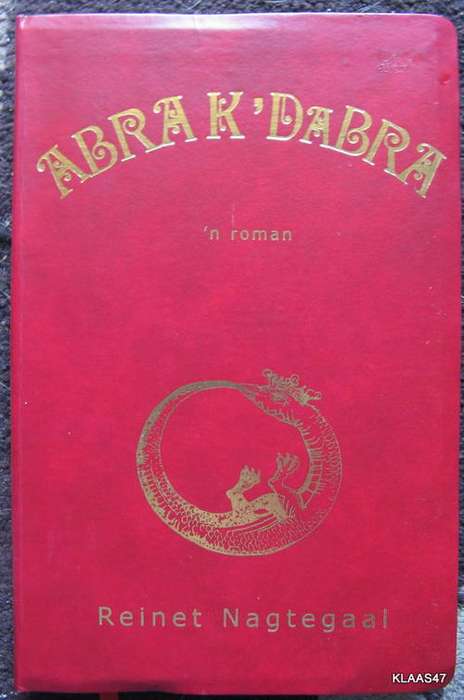 ABRA K'DABRA
'n roman
Reinet Nagtegaal
KLAAS47